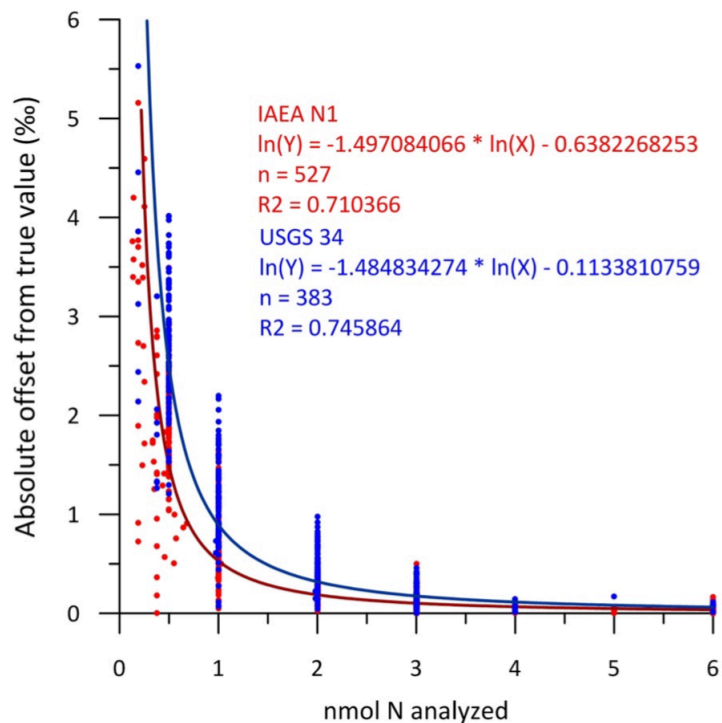 6
5
4
3
2
1
0
Absolute offset from true value (‰)
IAEA N1
ln(Y) = -1.497084066 * ln(X) - 0.6382268253
n = 527
R2 = 0.710366
USGS 34
ln(Y) = -1.484834274 * ln(X) - 0.1133810759
n = 383
R2 = 0.745864
0 1 2 3 4 5 6
nmol N analyzed